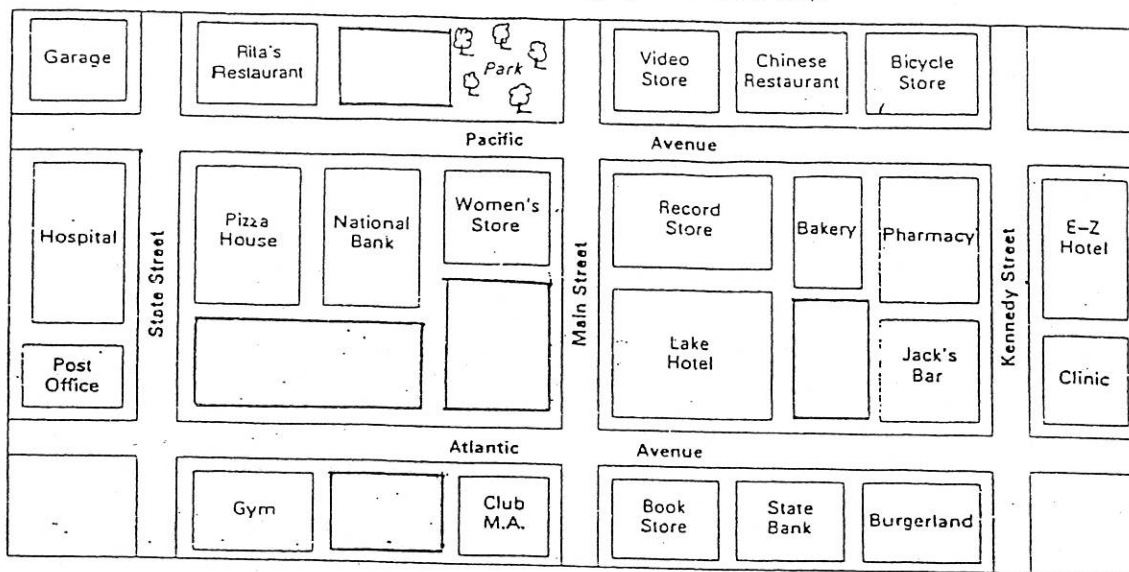 Garage
Rita's
Restaurant
Park
Video
Store
Chinese
Restaurant
Bicycle
Store
Pacific Avenue
Hospital
State Street
Pizza
House
National
Bank
Women's
Store
Main Street
Record
Store
Bakery
Pharmacy
Kennedy Street
E-Z
Hotel
Post
Office
Lake
Hotel
Jack's
Bar
Clinic
Atlantic Avenue
Gym
Club
M.A.
Book
Store
State
Bank
Burgerland